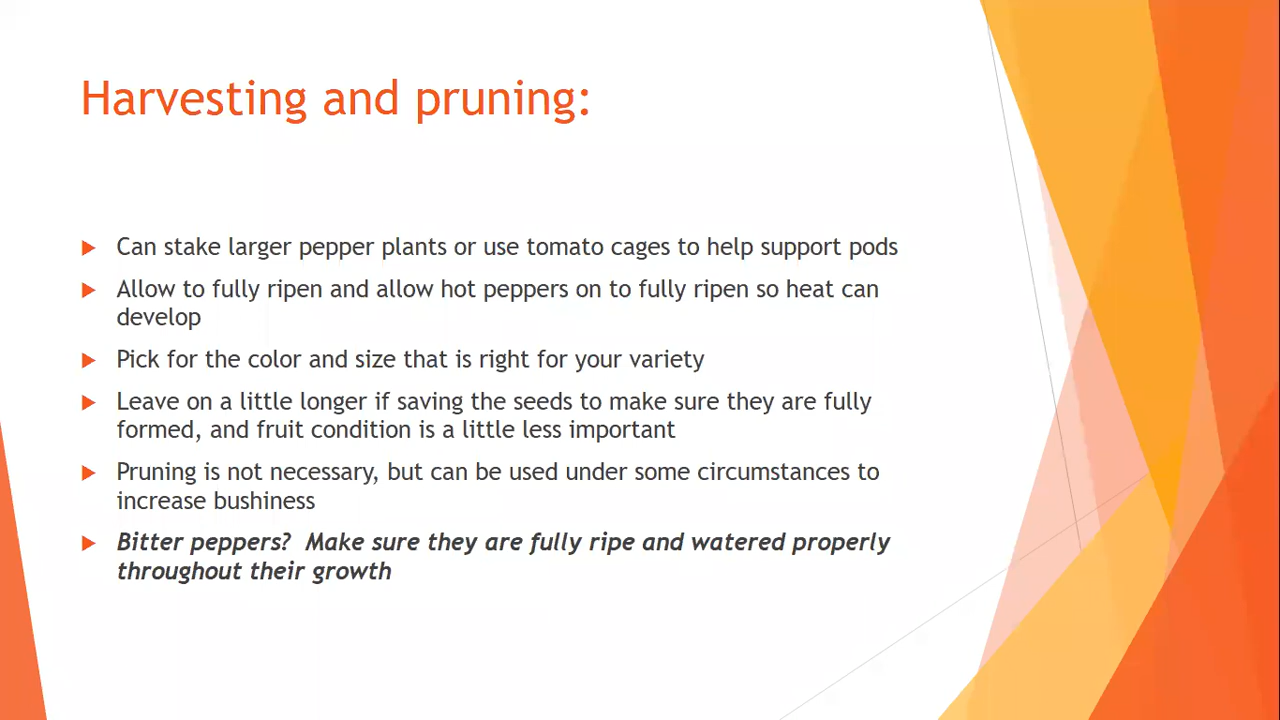 Harvesting and pruning:
Can stake larger pepper plants or use tomato cages to help support pods
Allow to fully ripen and allow hot peppers on to fully ripen so heat can
develop
Pick for the color and size that is right for your variety
Leave on a little longer if saving the seeds to make sure they are fully
formed, and fruit condition is a little less important
Pruning is not necessary, but can be used under some circumstances to
increase bushiness
Bitter peppers?  Make sure they are fully ripe and watered properly
throughout their growth